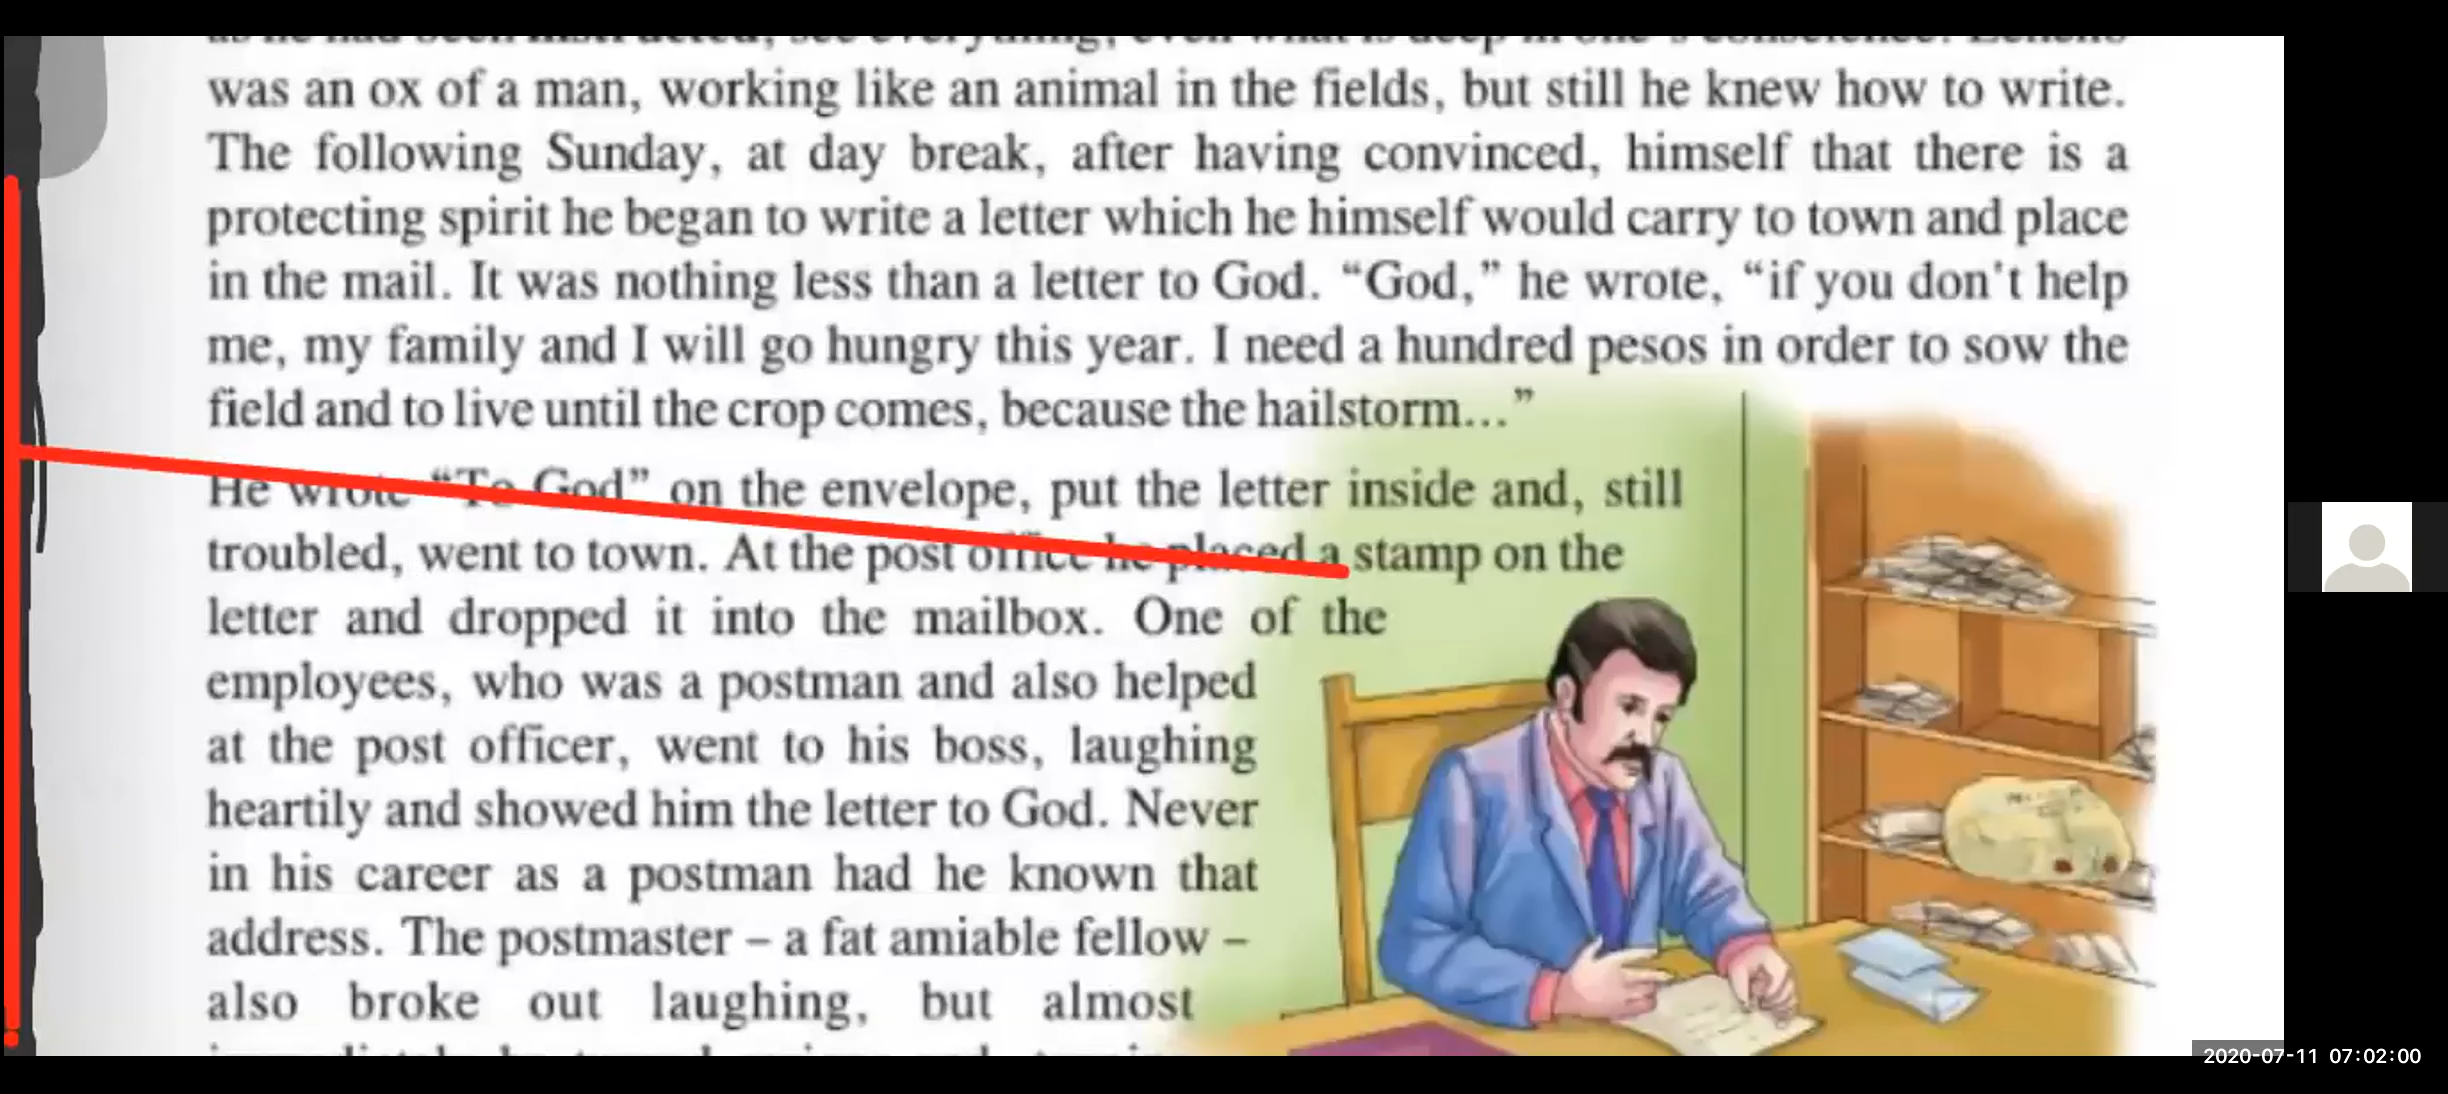 was an ox of a man, working like an animal in the fields, but still he knew how to write.
The following Sunday, at day break, after having convinced, himself that there is a
protecting spirit he began to write a letter which he himself would carry to town and place
in the mail. It was nothing less than a letter to God. “God,” he wrote, “if you don't help
me, my family and I will go hungry this year. I need a hundred pesos in order to sow the
field and to live until the crop comes, because the hailstorm...”
He wrote “To God” on the envelope, put the letter inside and, still
troubled, went to town. At the post office he placed a stamp on the
letter and dropped it into the mailbox. One of the
employees, who was a postman and also helped
at the post officer, went to his boss, laughing
heartily and showed him the letter to God. Never
in his career as a postman had he known that
address. The postmaster – a fat amiable fellow –
also broke out laughing, but almost
2020-07-11 07:02:00